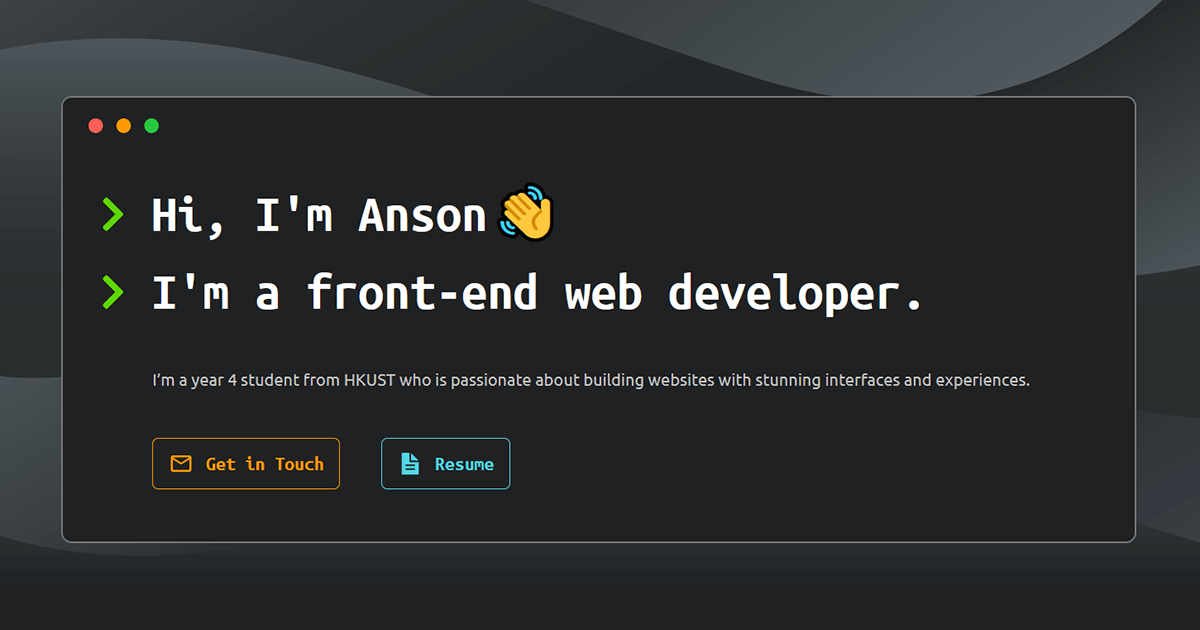 Hi, I'm Anson 👋
I'm a front-end web developer.
I’m a year 4 student from HKUST who is passionate about building websites with stunning interfaces and experiences.
Get in Touch
Resume